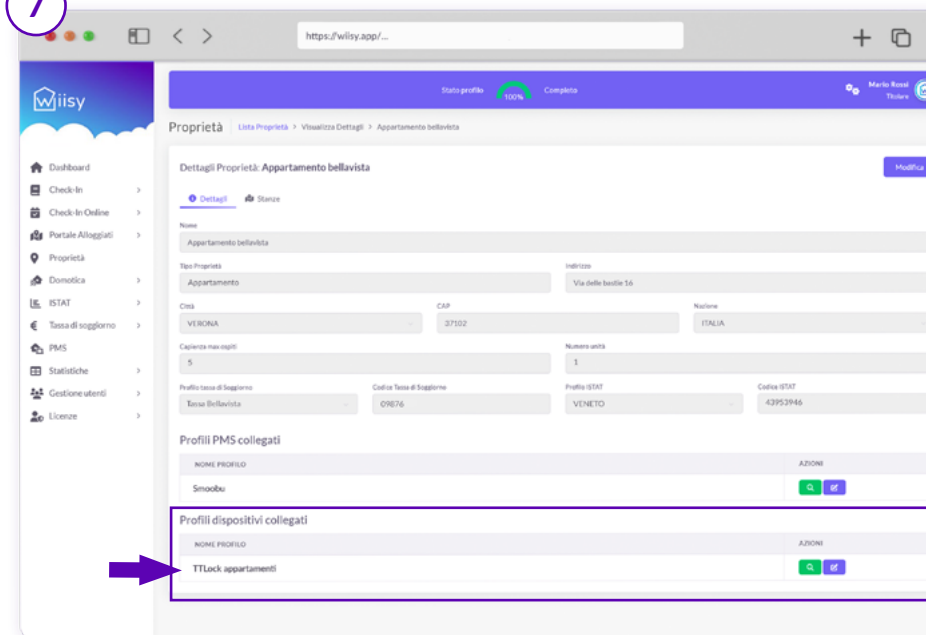 7
https://wiisy.app/...
Wiisy
Stato profilo 100% Completo
Mario Rossi
Titolare
Proprietà Lista Proprietà > Visualizza Dettagli > Appartamento bellavista
Dashboard
Check-In
Check-In Online
Portale Alloggiati
Proprietà
Domotica
ISTAT
Tassa di soggiorno
PMS
Statistiche
Gestione utenti
Licenze
Dettagli Proprietà: Appartamento bellavista
Modifica
Dettagli Stanze
Nome
Appartamento bellavista
Tipo Proprietà Indirizzo
Appartamento Via delle bestie 16
Città CAP Nazione
VERONA 37102 ITALIA
Capienza max ospiti Numero unità
5 1
Profilo tassa di Soggiorno Codice Tassa di Soggiorno Profilo ISTAT Codice ISTAT
Tassa Bellavista 09876 VENETO 43953946
Profili PMS collegati
NOME PROFILO AZIONI
Smoobu
Profili dispositivi collegati
NOME PROFILO AZIONI
TTLock appartamenti